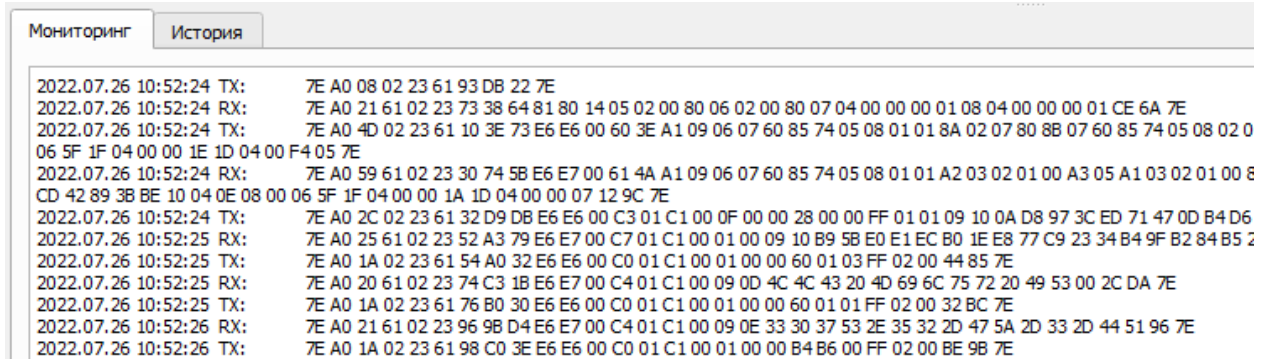 Мониторинг
История
2022.07.26 10:52:24 TX: 7E A0 08 02 23 61 93 DB 22 7E
2022.07.26 10:52:24 RX: 7E A0 21 61 02 23 73 38 64 81 80 14 05 02 00 80 06 02 00 80 07 04 00 00 00 01 08 04 00 00 00 01 CE 6A 7E
2022.07.26 10:52:24 TX: 7E A0 4D 02 23 61 10 3E 73 E6 E6 00 60 3E A1 09 06 07 60 85 74 05 08 01 01 8A 02 07 80 8B 07 60 85 74 05 08 02 0
06 5F 1F 04 00 00 1E 1D 04 00 F4 05 7E
2022.07.26 10:52:24 RX: 7E A0 59 61 02 23 30 74 5B E6 E7 00 61 4A A1 09 06 07 60 85 74 05 08 01 01 A2 03 02 01 00 A3 05 A1 03 02 01 00 8
CD 42 89 3B BE 10 04 0E 08 00 06 5F 1F 04 00 00 1A 1D 04 00 00 07 12 9C 7E
2022.07.26 10:52:24 TX: 7E A0 2C 02 23 61 32 D9 DB E6 E6 00 C3 01 C1 00 0F 00 00 28 00 00 FF 01 01 09 10 0A D8 97 3C ED 71 47 0D B4 D6
2022.07.26 10:52:25 RX: 7E A0 25 61 02 23 52 A3 79 E6 E7 00 C7 01 C1 00 01 00 09 10 B9 5B E0 E1 EC B0 1E E8 77 C9 23 34 B4 9F B2 84 B5 2
2022.07.26 10:52:25 TX: 7E A0 1A 02 23 61 54 A0 32 E6 E6 00 C0 01 C1 00 01 00 00 60 01 03 FF 02 00 44 85 7E
2022.07.26 10:52:25 RX: 7E A0 20 61 02 23 74 C3 1B E6 E7 00 C4 01 C1 00 09 0D 4C 4C 43 20 4D 69 6C 75 72 20 49 53 00 2C DA 7E
2022.07.26 10:52:25 TX: 7E A0 1A 02 23 61 76 B0 30 E6 E6 00 C0 01 C1 00 01 00 00 60 01 01 FF 02 00 32 BC 7E
2022.07.26 10:52:26 RX: 7E A0 21 61 02 23 96 9B D4 E6 E7 00 C4 01 C1 00 09 0E 33 30 37 53 2E 35 32 2D 47 5A 2D 33 2D 44 51 96 7E
2022.07.26 10:52:26 TX: 7E A0 1A 02 23 61 98 C0 3E E6 E6 00 C0 01 C1 00 01 00 00 B4 B6 00 FF 02 00 BE 9B 7E